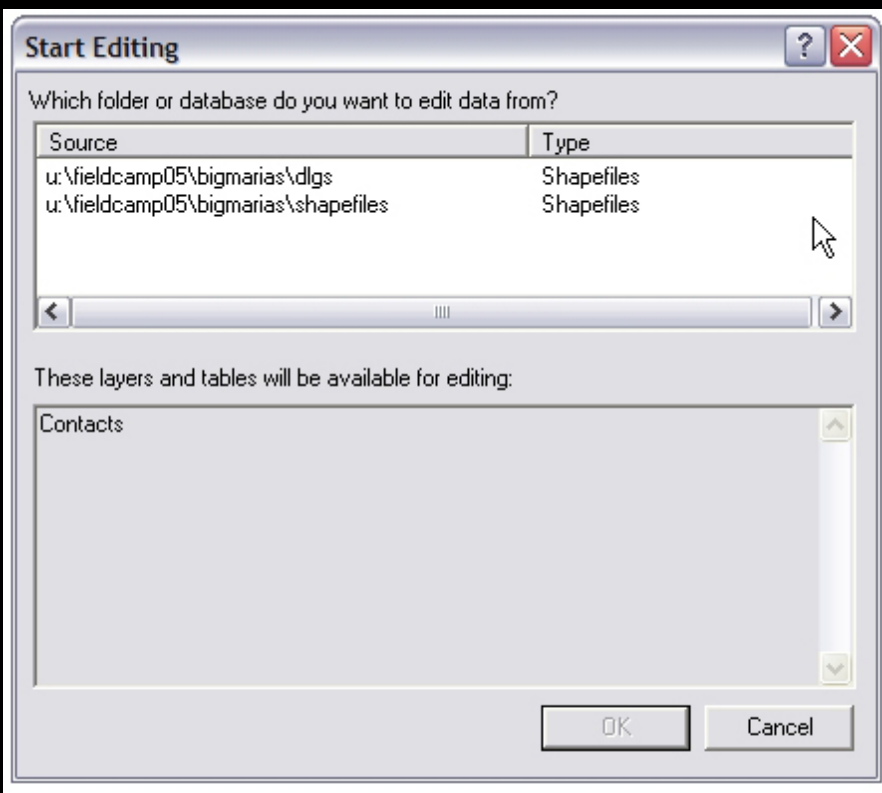 Start Editing
Which folder or database do you want to edit data from?
Source Type
u:\fieldcamp05\bigmarias\dlgs Shapefiles
u:\fieldcamp05\bigmarias\shapefiles Shapefiles
These layers and tables will be available for editing:
Contacts
OK Cancel